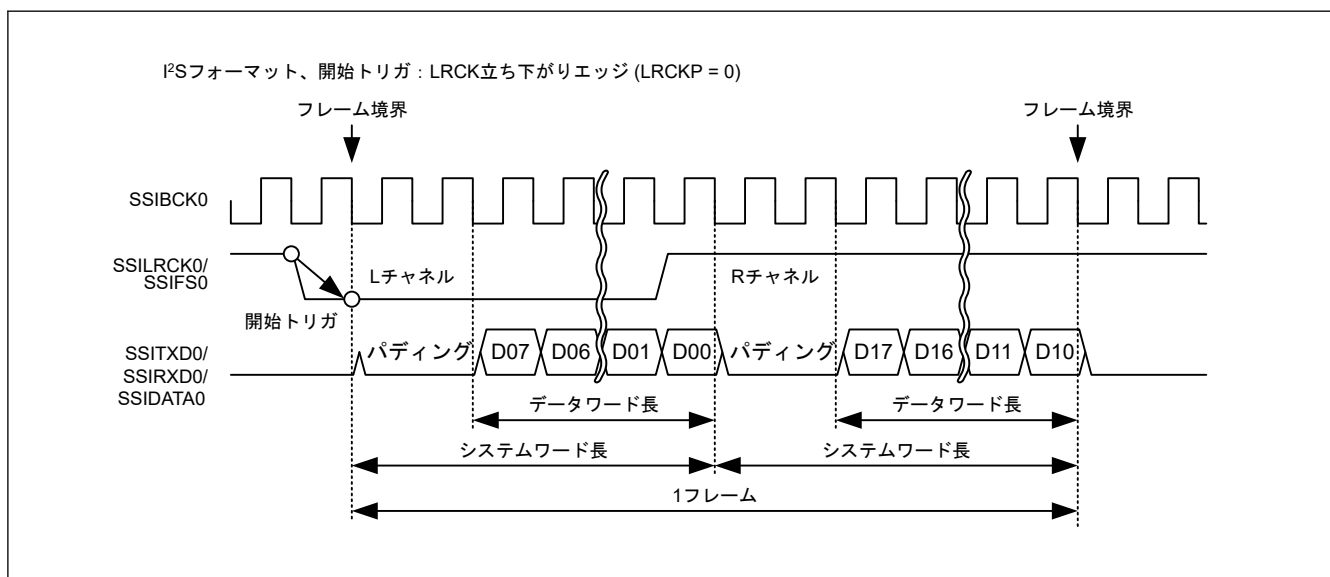 I²Sフォーマット、開始トリガ：LRCK立ち下がりエッジ (LRCKP = 0)
フレーム境界 フレーム境界
SSIBCK0
SSILRCK0/
SSIFS0
Lチャネル Rチャネル
開始トリガ
SSITXD0/
SSIRXD0/
SSIDATA0
パディング D07 D06 D01 D00 パディング D17 D16 D11 D10
データワード長 データワード長
システムワード長 システムワード長
1フレーム